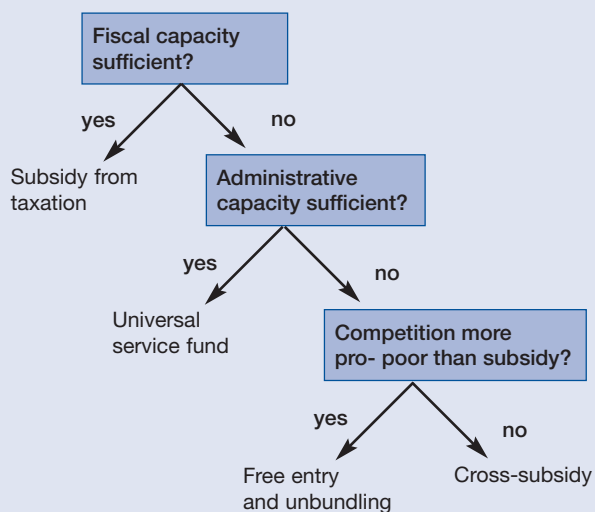 Fiscal capacity
sufficient?
yes
no
Subsidy from
taxation
Administrative
capacity sufficient?
yes
no
Universal
service fund
Competition more
pro- poor than subsidy?
yes
no
Free entry
and unbundling
Cross-subsidy